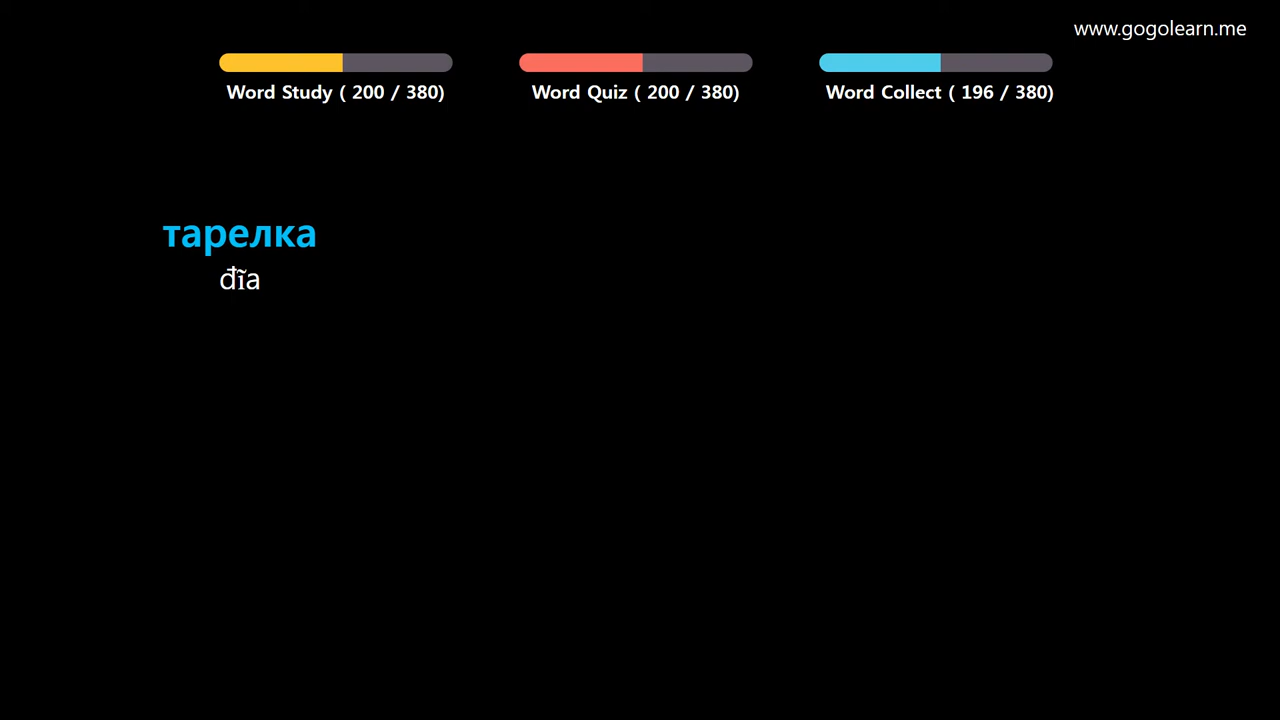 www.gogolearn.me
Word Study ( 200 / 380)
Word Quiz ( 200 / 380)
Word Collect ( 196 / 380)
тарелка
đĩa